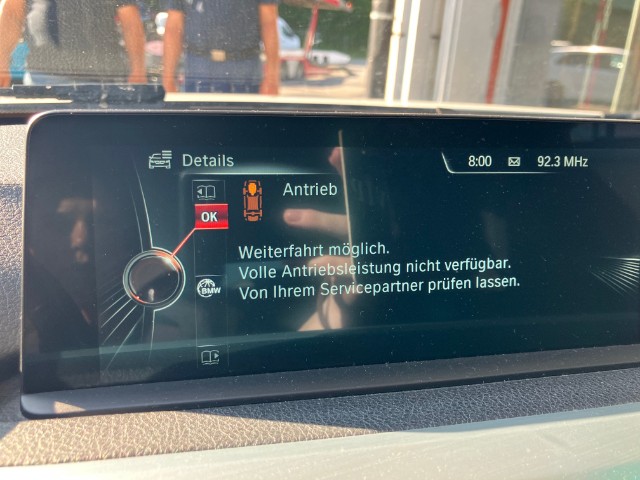 Details
8:00
92.3 MHz
Antrieb
OK
Weiterfahrt möglich.
Volle Antriebsleistung nicht verfügbar.
Von Ihrem Servicepartner prüfen lassen.
BMW